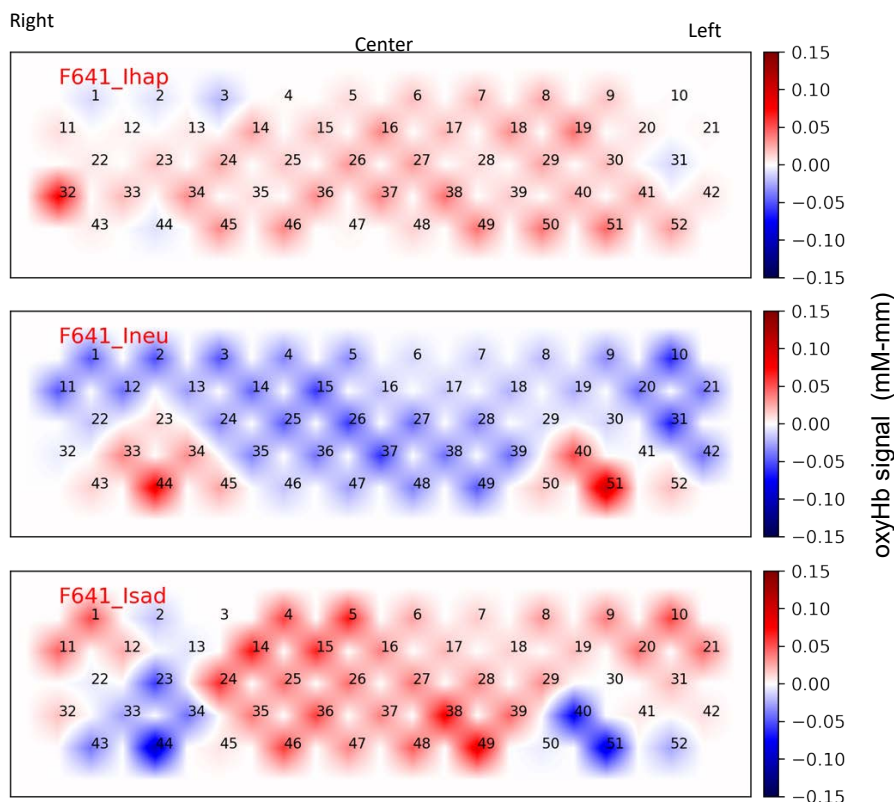 Right
Center
Left
F641_Ihap
1 2 3 4 5 6 7 8 9 10
11 12 13 14 15 16 17 18 19 20 21
22 23 24 25 26 27 28 29 30 31
32 33 34 35 36 37 38 39 40 41 42
43 44 45 46 47 48 49 50 51 52
0.15
0.10
0.05
0.00
−0.05
−0.10
−0.15
F641_Ineu
1 2 3 4 5 6 7 8 9 10
11 12 13 14 15 16 17 18 19 20 21
22 23 24 25 26 27 28 29 30 31
32 33 34 35 36 37 38 39 40 41 42
43 44 45 46 47 48 49 50 51 52
0.15
0.10
0.05
0.00
−0.05
−0.10
−0.15
F641_Isad
1 2 3 4 5 6 7 8 9 10
11 12 13 14 15 16 17 18 19 20 21
22 23 24 25 26 27 28 29 30 31
32 33 34 35 36 37 38 39 40 41 42
43 44 45 46 47 48 49 50 51 52
0.15
0.10
0.05
0.00
−0.05
−0.10
−0.15
oxyHb signal (mM-mm)